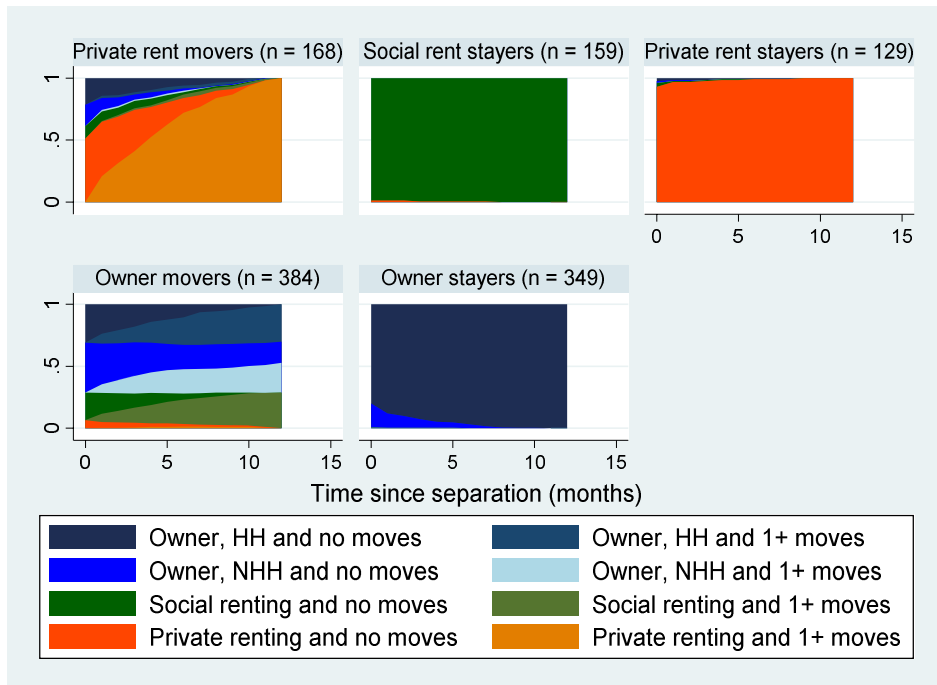 Private rent movers (n = 168)
Social rent stayers (n = 159)
Private rent stayers (n = 129)
1
.5
0
0 5 10 15
Owner movers (n = 384)
Owner stayers (n = 349)
1
.5
0
0 5 10 15
0 5 10 15
Time since separation (months)
Owner, HH and no moves
Owner, HH and 1+ moves
Owner, NHH and no moves
Owner, NHH and 1+ moves
Social renting and no moves
Social renting and 1+ moves
Private renting and no moves
Private renting and 1+ moves